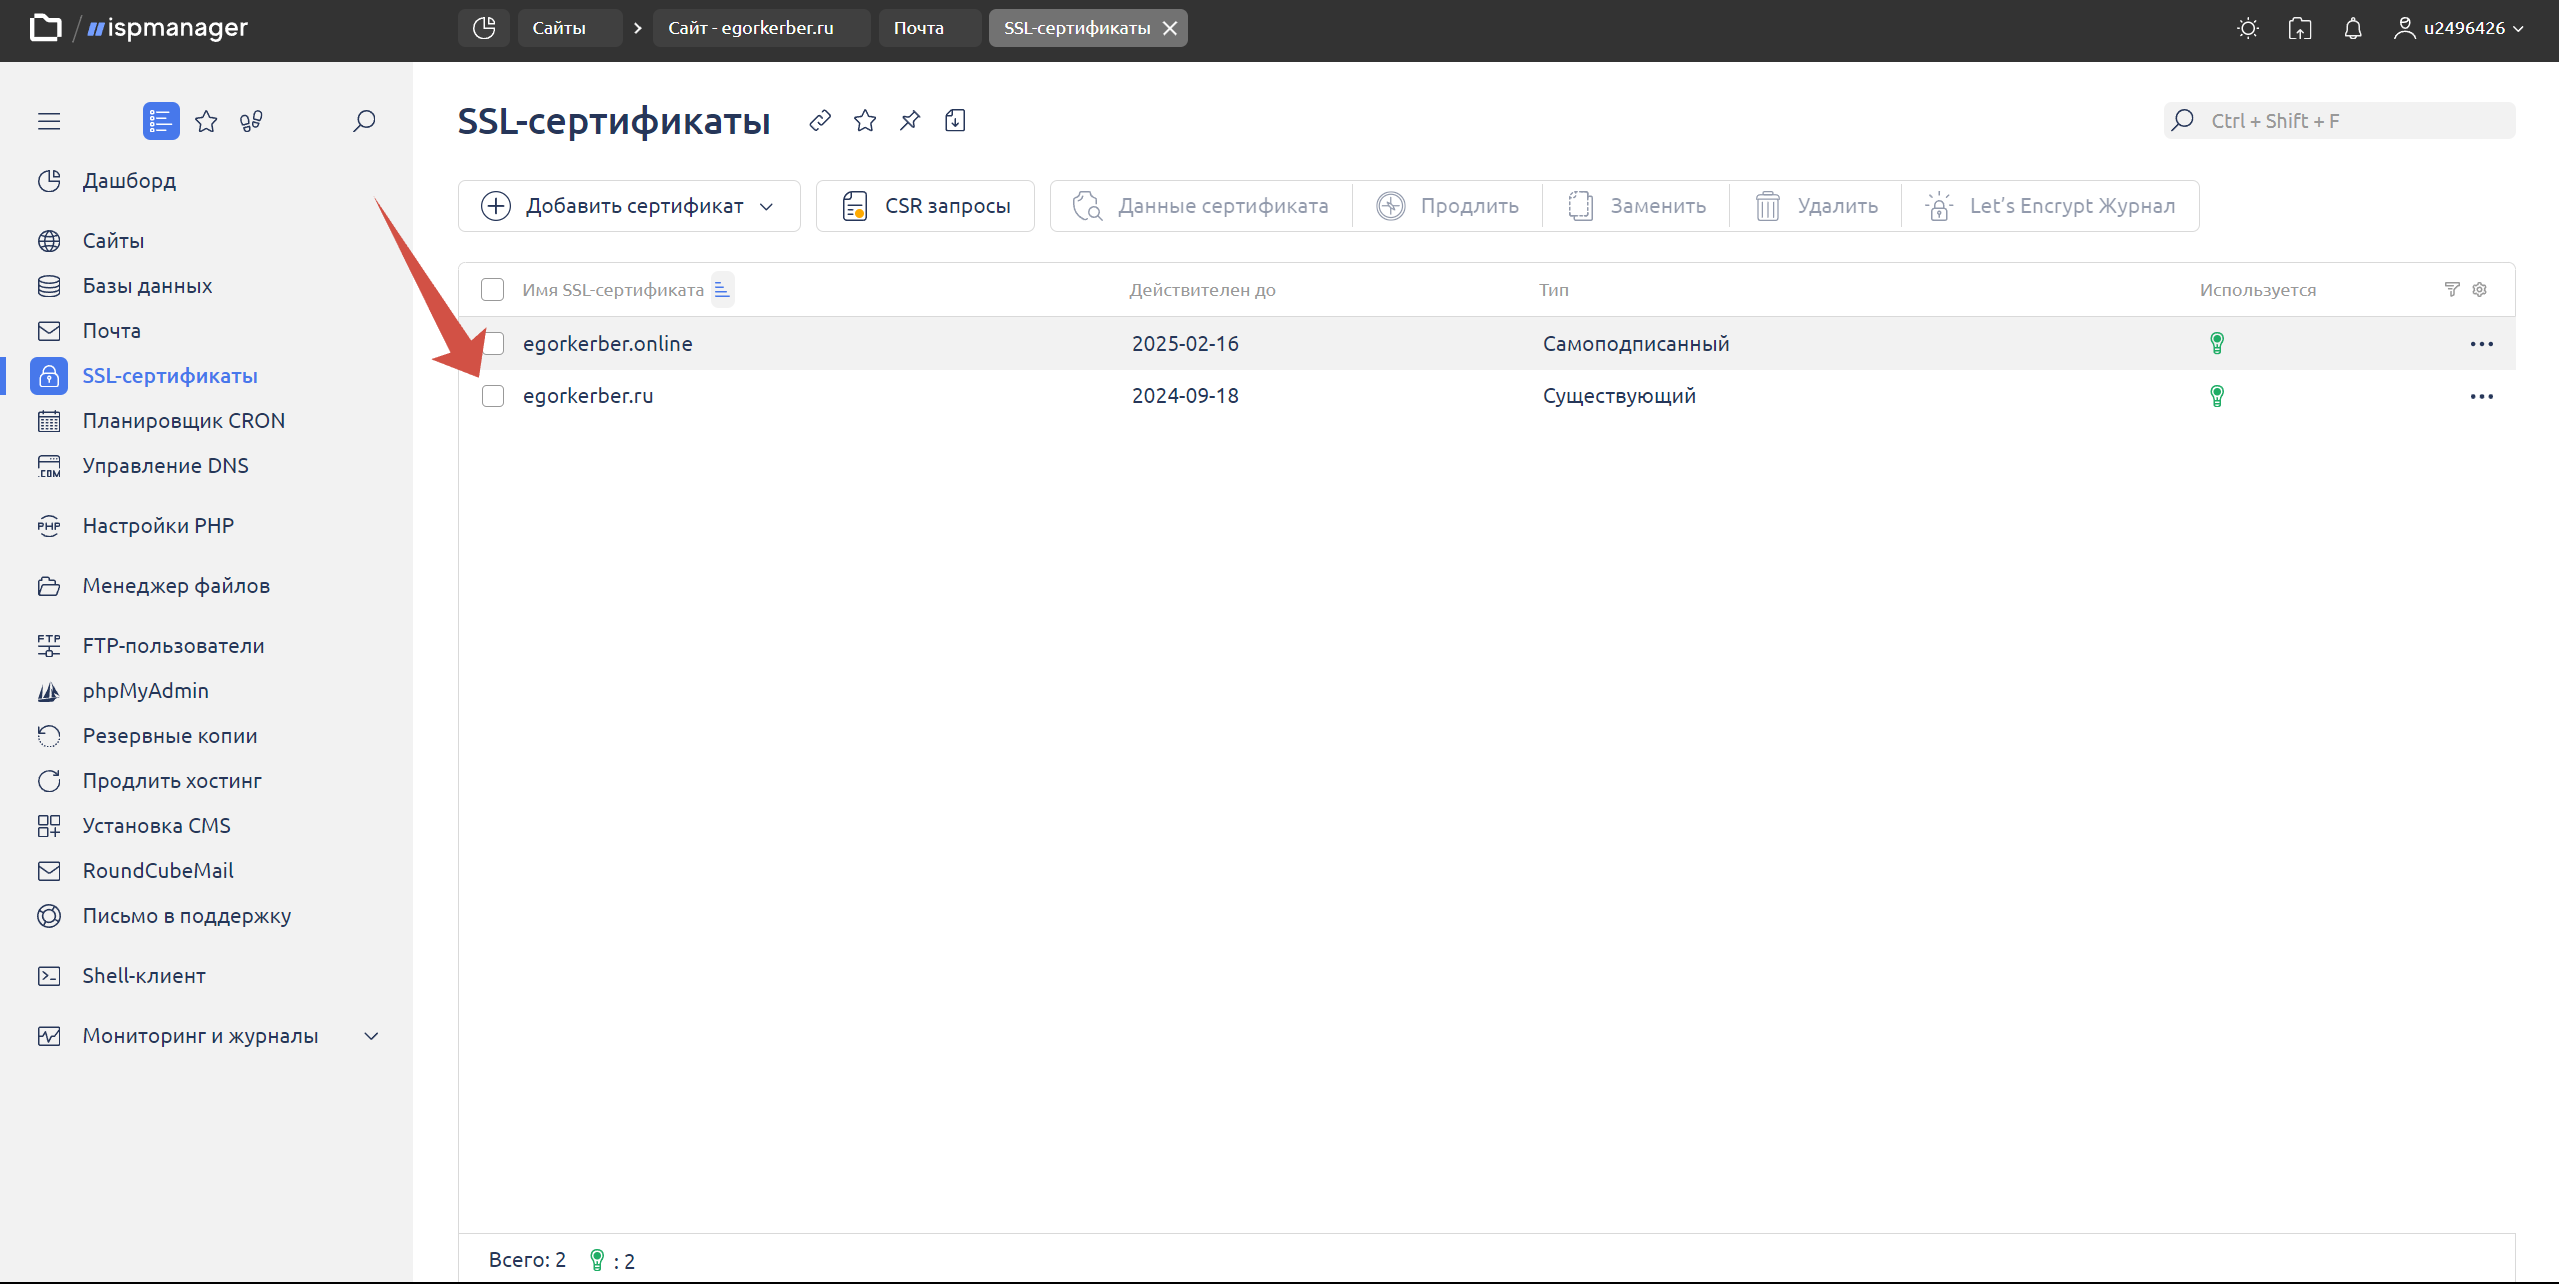 ispmanager
Сайты
Сайт - egorkerber.ru
Почта
SSL-сертификаты
u2496426
Дашборд
Сайты
Базы данных
Почта
SSL-сертификаты
Планировщик CRON
.COM
Управление DNS
PHP
Настройки PHP
Менеджер файлов
FTP
FTP-пользователи
phpMyAdmin
Резервные копии
Продлить хостинг
Установка CMS
RoundCubeMail
Письмо в поддержку
Shell-клиент
Мониторинг и журналы
SSL-сертификаты
Ctrl + Shift + F
Добавить сертификат
CSR запросы
Данные сертификата
Продлить
Заменить
Удалить
Let’s Encrypt Журнал
Имя SSL-сертификата Действителен до Тип Используется
egorkerber.online 2025-02-16 Самоподписанный
egorkerber.ru 2024-09-18 Существующий
Всего: 2 : 2